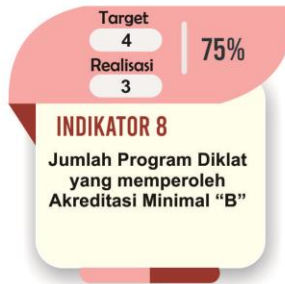 Target
4
75%
Realisasi
3
INDIKATOR 8
Jumlah Program Diklat
yang memperoleh
Akreditasi Minimal “B”